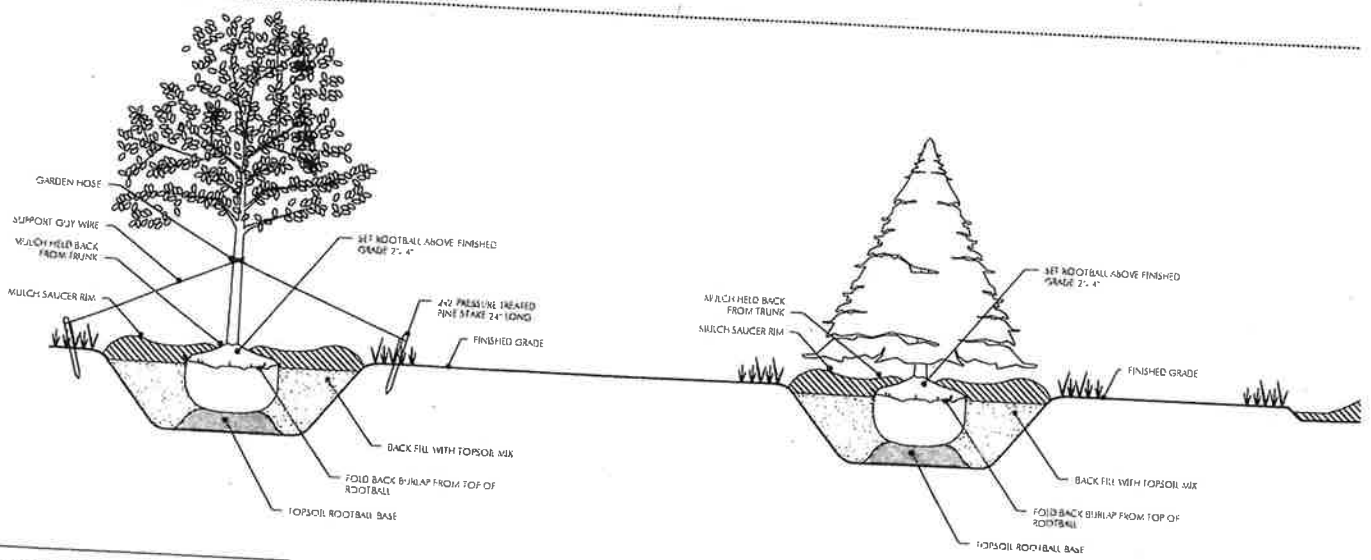 GARDEN HOSE
SUPPORT GUY WIRE
MULCH HELD BACK
FROM TRUNK
MULCH SAUCER RIM
SET ROOTBALL ABOVE FINISHED
GRADE 2"- 4"
2x2 PRESSURE TREATED
PINE STAKE 24" LONG
FINISHED GRADE
BACK FILL WITH TOPSOIL MIX
FOLD BACK BURLAP FROM TOP OF
ROOTBALL
TOPSOIL ROOTBALL BASE
MULCH HELD BACK
FROM TRUNK
MULCH SAUCER RIM
SET ROOTBALL ABOVE FINISHED
GRADE 2"- 4"
FINISHED GRADE
BACK FILL WITH TOPSOIL MIX
FOLD BACK BURLAP FROM TOP OF
ROOTBALL
TOPSOIL ROOTBALL BASE